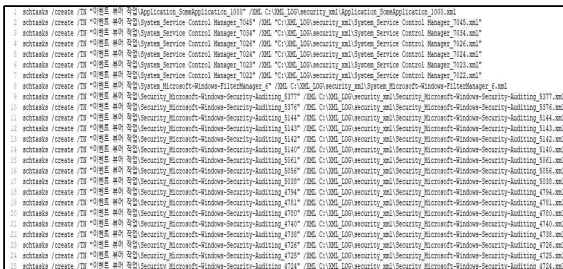 1 schtasks /create /TN "이벤트 뷰어 작업\Application_SomeApplication_1000" /XML C:\XML_LOG\security_xml\Application_SomeApplication_1000.xml
2 schtasks /create /TN "이벤트 뷰어 작업\System_Service Control Manager_7045" /XML "C:\XML_LOG\security_xml\System_Service Control Manager_7045.xml"
3 schtasks /create /TN "이벤트 뷰어 작업\System_Service Control Manager_7036" /XML "C:\XML_LOG\security_xml\System_Service Control Manager_7034.xml"
4 schtasks /create /TN "이벤트 뷰어 작업\System_Service Control Manager_7026" /XML "C:\XML_LOG\security_xml\System_Service Control Manager_7026.xml"
5 schtasks /create /TN "이벤트 뷰어 작업\System_Service Control Manager_7024" /XML "C:\XML_LOG\security_xml\System_Service Control Manager_7024.xml"
6 schtasks /create /TN "이벤트 뷰어 작업\System_Service Control Manager_7023" /XML "C:\XML_LOG\security_xml\System_Service Control Manager_7023.xml"
7 schtasks /create /TN "이벤트 뷰어 작업\System_Service Control Manager_7022" /XML "C:\XML_LOG\security_xml\System_Service Control Manager_7022.xml"
8 schtasks /create /TN "이벤트 뷰어 작업\System_Microsoft-Windows-FilterManager_6" /XML C:\XML_LOG\security_xml\System_Microsoft-Windows-FilterManager_6.xml
9 schtasks /create /TN "이벤트 뷰어 작업\Security_Microsoft-Windows-Security-Auditing_5377" /XML C:\XML_LOG\security_xml\Security_Microsoft-Windows-Security-Auditing_5377.xml
10 schtasks /create /TN "이벤트 뷰어 작업\Security_Microsoft-Windows-Security-Auditing_5376" /XML C:\XML_LOG\security_xml\Security_Microsoft-Windows-Security-Auditing_5376.xml
11 schtasks /create /TN "이벤트 뷰어 작업\Security_Microsoft-Windows-Security-Auditing_5144" /XML C:\XML_LOG\security_xml\Security_Microsoft-Windows-Security-Auditing_5144.xml
12 schtasks /create /TN "이벤트 뷰어 작업\Security_Microsoft-Windows-Security-Auditing_5143" /XML C:\XML_LOG\security_xml\Security_Microsoft-Windows-Security-Auditing_5143.xml
13 schtasks /create /TN "이벤트 뷰어 작업\Security_Microsoft-Windows-Security-Auditing_5142" /XML C:\XML_LOG\security_xml\Security_Microsoft-Windows-Security-Auditing_5142.xml
14 schtasks /create /TN "이벤트 뷰어 작업\Security_Microsoft-Windows-Security-Auditing_5140" /XML C:\XML_LOG\security_xml\Security_Microsoft-Windows-Security-Auditing_5140.xml
15 schtasks /create /TN "이벤트 뷰어 작업\Security_Microsoft-Windows-Security-Auditing_5061" /XML C:\XML_LOG\security_xml\Security_Microsoft-Windows-Security-Auditing_5061.xml
16 schtasks /create /TN "이벤트 뷰어 작업\Security_Microsoft-Windows-Security-Auditing_5056" /XML C:\XML_LOG\security_xml\Security_Microsoft-Windows-Security-Auditing_5056.xml
17 schtasks /create /TN "이벤트 뷰어 작업\Security_Microsoft-Windows-Security-Auditing_5038" /XML C:\XML_LOG\security_xml\Security_Microsoft-Windows-Security-Auditing_5038.xml
18 schtasks /create /TN "이벤트 뷰어 작업\Security_Microsoft-Windows-Security-Auditing_4794" /XML C:\XML_LOG\security_xml\Security_Microsoft-Windows-Security-Auditing_4794.xml
19 schtasks /create /TN "이벤트 뷰어 작업\Security_Microsoft-Windows-Security-Auditing_4781" /XML C:\XML_LOG\security_xml\Security_Microsoft-Windows-Security-Auditing_4781.xml
20 schtasks /create /TN "이벤트 뷰어 작업\Security_Microsoft-Windows-Security-Auditing_4780" /XML C:\XML_LOG\security_xml\Security_Microsoft-Windows-Security-Auditing_4780.xml
21 schtasks /create /TN "이벤트 뷰어 작업\Security_Microsoft-Windows-Security-Auditing_4740" /XML C:\XML_LOG\security_xml\Security_Microsoft-Windows-Security-Auditing_4740.xml
22 schtasks /create /TN "이벤트 뷰어 작업\Security_Microsoft-Windows-Security-Auditing_4738" /XML C:\XML_LOG\security_xml\Security_Microsoft-Windows-Security-Auditing_4738.xml
23 schtasks /create /TN "이벤트 뷰어 작업\Security_Microsoft-Windows-Security-Auditing_4726" /XML C:\XML_LOG\security_xml\Security_Microsoft-Windows-Security-Auditing_4726.xml
24 schtasks /create /TN "이벤트 뷰어 작업\Security_Microsoft-Windows-Security-Auditing_4725" /XML C:\XML_LOG\security_xml\Security_Microsoft-Windows-Security-Auditing_4725.xml
25 schtasks /create /TN "이벤트 뷰어 작업\Security_Microsoft-Windows-Security-Auditing_4724" /XML C:\XML_LOG\security_xml\Security_Microsoft-Windows-Security-Auditing_4724.xml